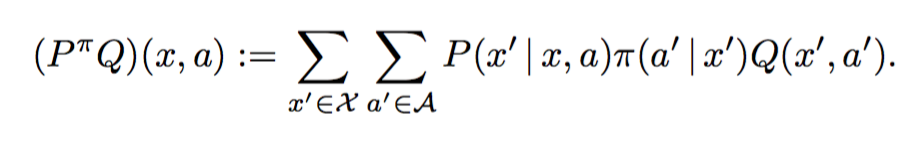 (P^π Q)(x, a) := ∑_{x′∈𝒳} ∑_{a′∈𝒜} P(x′ | x, a)π(a′ | x′)Q(x′, a′).